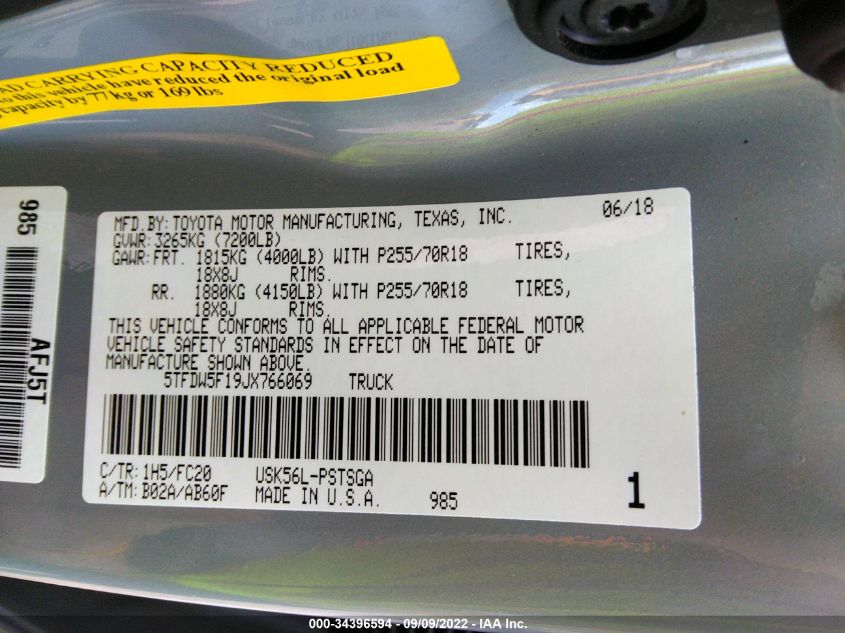 AD CARRYING CAPACITY REDUCED
to this vehicle have reduced the original load
capacity by 77 kg or 169 lbs
985
AFJ5T
MFD.BY:TOYOTA MOTOR MANUFACTURING, TEXAS, INC. 06/18
GVWR:3265KG (7200LB)
GAWR:FRT. 1815KG (4000LB) WITH P255/70R18 TIRES,
18X8J RIMS.
RR. 1880KG (4150LB) WITH P255/70R18 TIRES,
18X8J RIMS.
THIS VEHICLE CONFORMS TO ALL APPLICABLE FEDERAL MOTOR
VEHICLE SAFETY STANDARDS IN EFFECT ON THE DATE OF
MANUFACTURE SHOWN ABOVE.
5TFDW5F19JX766069 TRUCK
C/TR:1H5/FC20 USK56L-PSTSGA
A/TM:B02A/AB60F MADE IN U.S.A. 985 1
000-34396594 - 09/09/2022 - IAA Inc.